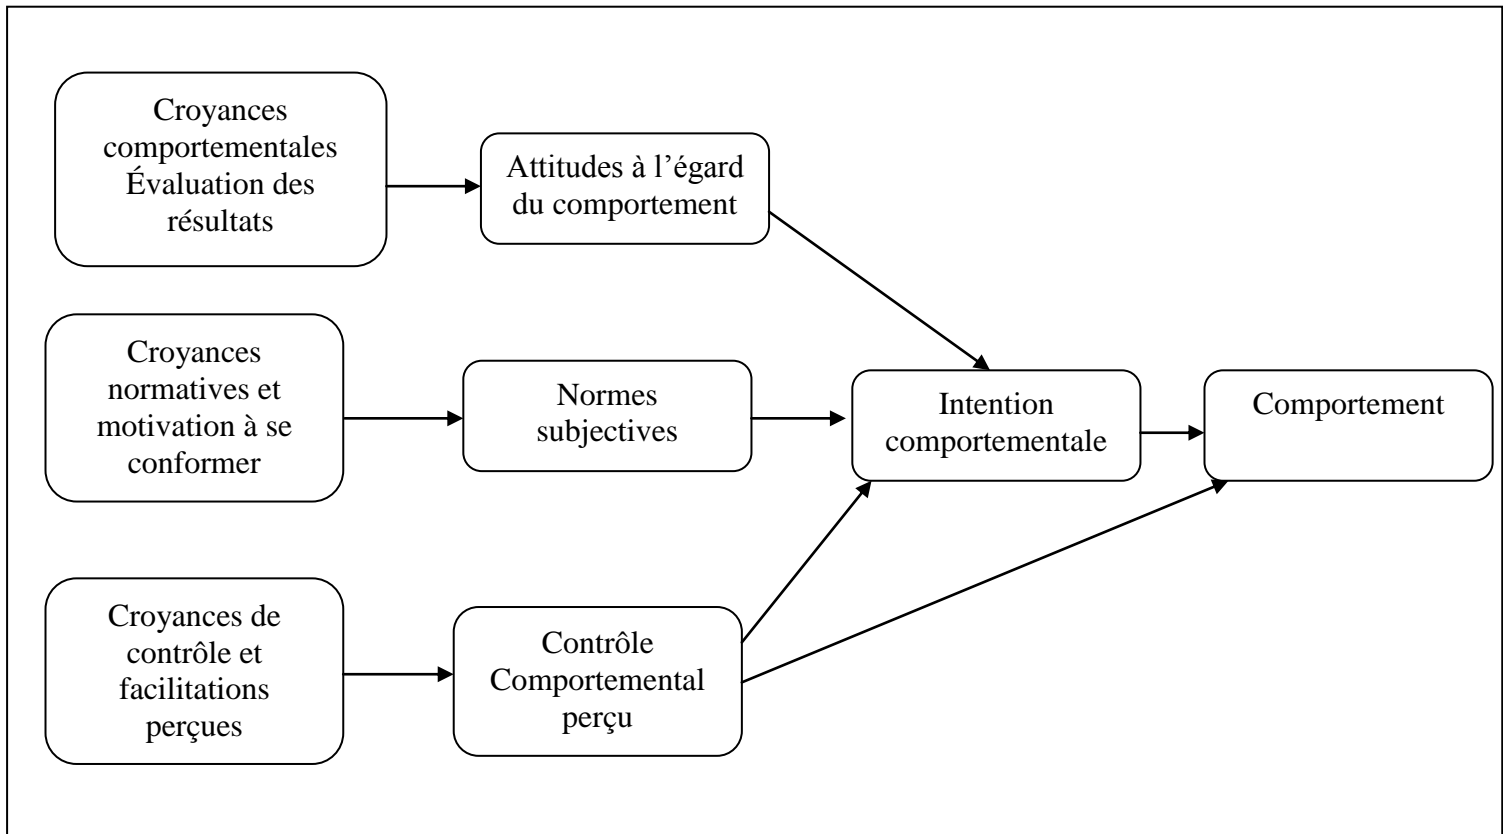 Croyances
comportementales
Évaluation des
résultats
Attitudes à l’égard
du comportement
Croyances
normatives et
motivation à se
conformer
Normes
subjectives
Intention
comportementale
Comportement
Croyances de
contrôle et
facilitations
perçues
Contrôle
Comportemental
perçu